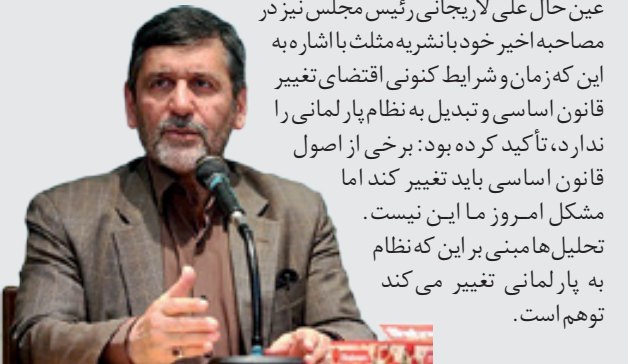 عین حال علی لاریجانی رئیس مجلس نیز در
مصاحبه اخیر خود با نشریه مثلث با اشاره به
این که زمان و شرایط کنونی اقتضای تغییر
قانون اساسی و تبدیل به نظام پارلمانی را
ندارد، تأکید کرده بود: برخی از اصول
قانون اساسی باید تغییر کند اما
مشکل امروز ما این نیست.
تحلیل‌ها مبنی بر این که نظام
به پارلمانی تغییر می‌کند
توهم است.